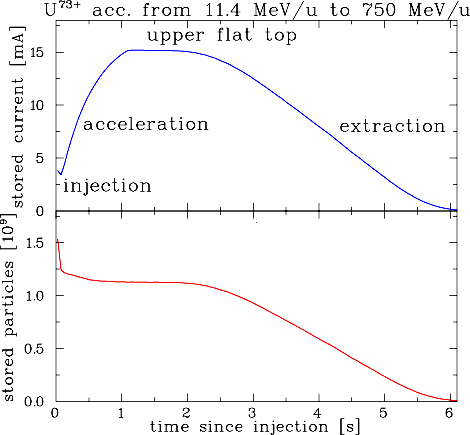 U⁷³⁺ acc. from 11.4 MeV/u to 750 MeV/u
upper flat top
stored current [mA]
15
10
5
0
acceleration
extraction
injection
stored particles [10⁹]
1.5
1.0
0.5
0.0
0 1 2 3 4 5 6
time since injection [s]